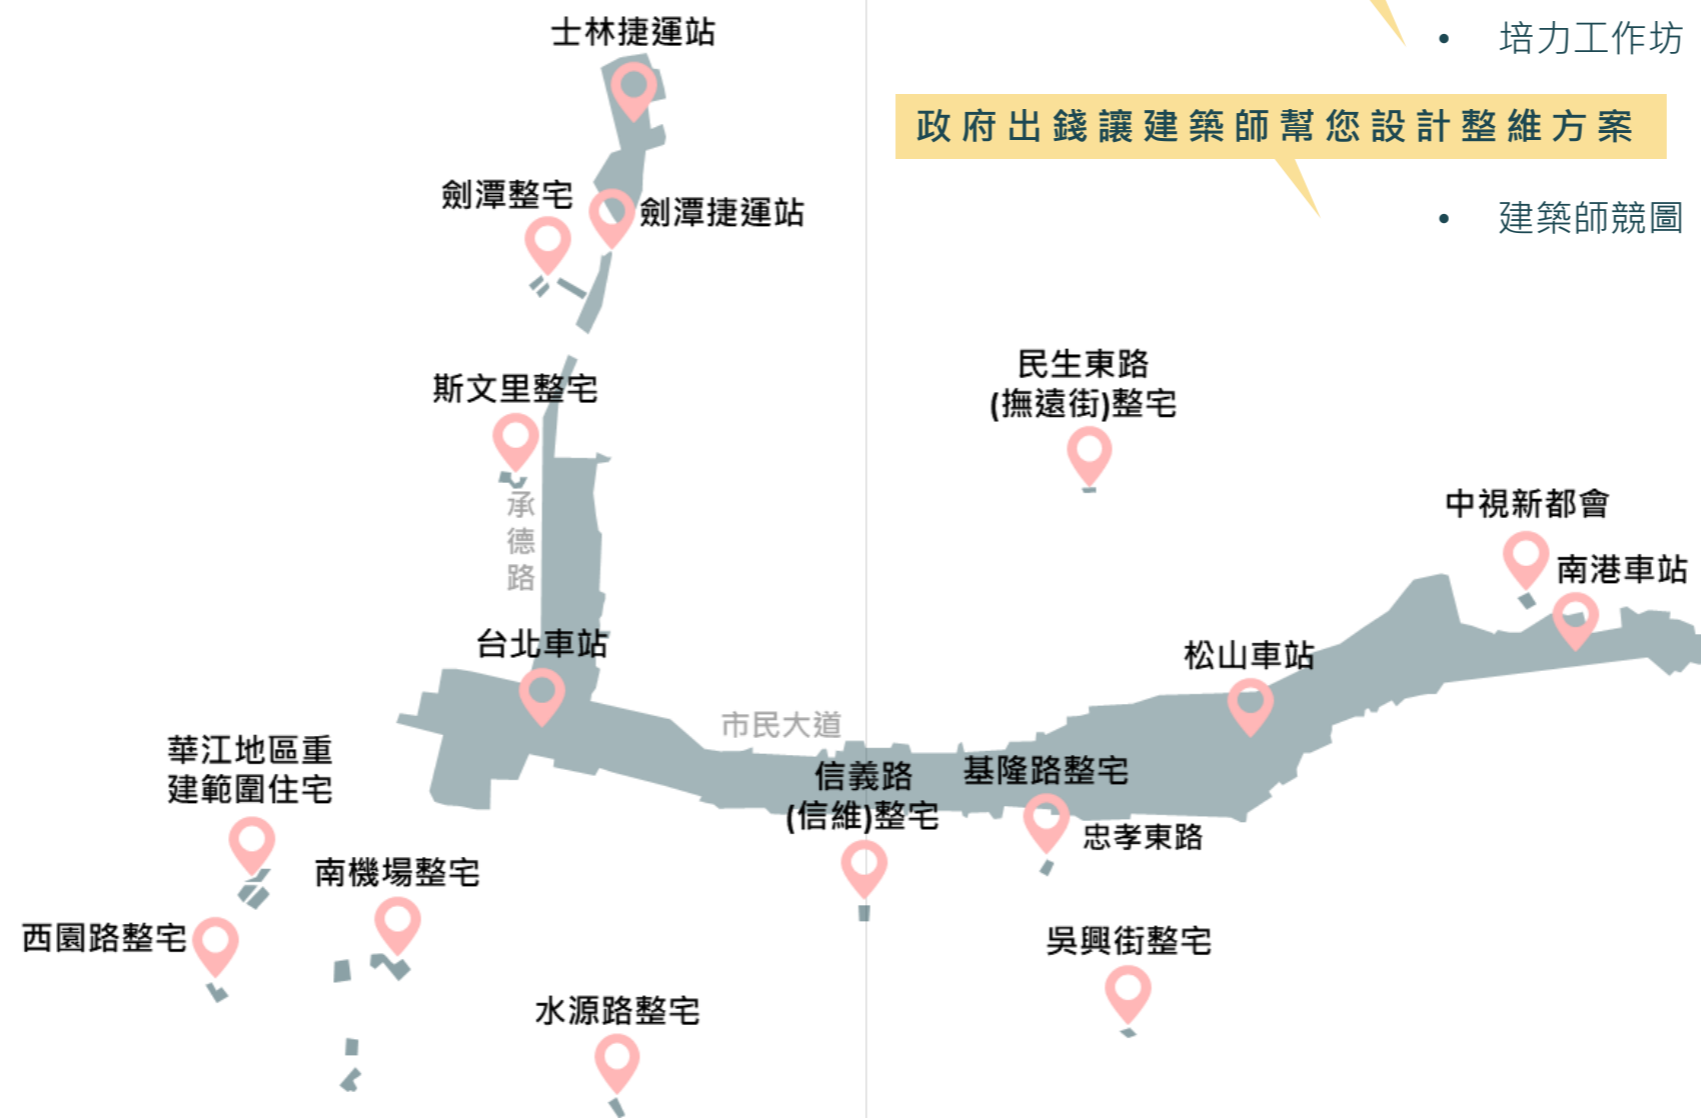 士林捷運站
• 培力工作坊
政府出錢讓建築師幫您設計整維方案
劍潭整宅
劍潭捷運站
• 建築師競圖
斯文里整宅
民生東路
(撫遠街)整宅
承
德
路
中視新都會
南港車站
台北車站
松山車站
市民大道
華江地區重
建範圍住宅
信義路
(信維)整宅
基隆路整宅
忠孝東路
南機場整宅
西園路整宅
吳興街整宅
水源路整宅